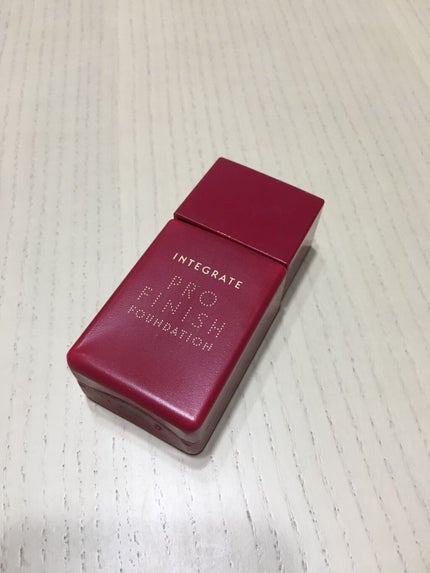 INTEGRATE
PRO
FINISH
FOUNDATION